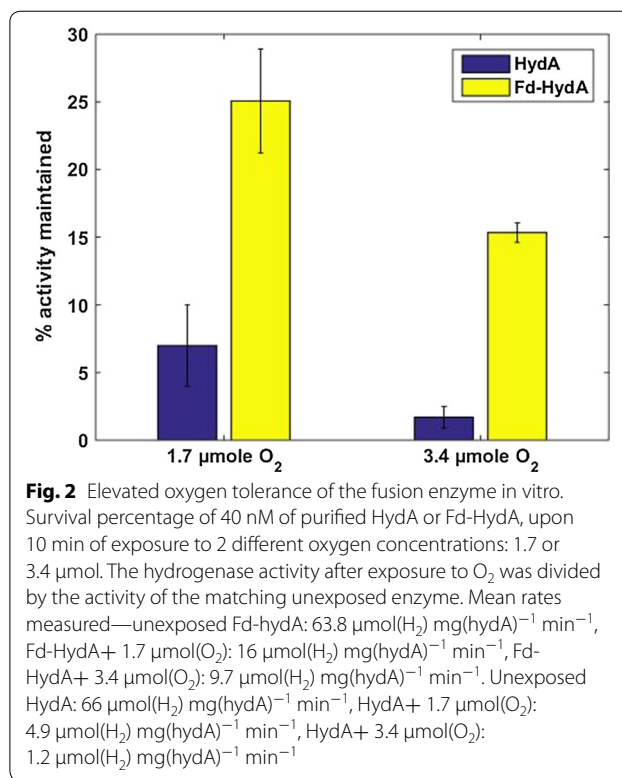 30
25
20
15
10
5
0
% activity maintained
HydA
Fd-HydA
1.7 µmole O₂
3.4 µmole O₂
Fig. 2 Elevated oxygen tolerance of the fusion enzyme in vitro.
Survival percentage of 40 nM of purified HydA or Fd-HydA, upon
10 min of exposure to 2 different oxygen concentrations: 1.7 or
3.4 µmol. The hydrogenase activity after exposure to O₂ was divided
by the activity of the matching unexposed enzyme. Mean rates
measured—unexposed Fd-hydA: 63.8 µmol(H₂) mg(hydA)⁻¹ min⁻¹,
Fd-HydA+ 1.7 µmol(O₂): 16 µmol(H₂) mg(hydA)⁻¹ min⁻¹, Fd-
HydA+ 3.4 µmol(O₂): 9.7 µmol(H₂) mg(hydA)⁻¹ min⁻¹. Unexposed
HydA: 66 µmol(H₂) mg(hydA)⁻¹ min⁻¹, HydA+ 1.7 µmol(O₂):
4.9 µmol(H₂) mg(hydA)⁻¹ min⁻¹, HydA+ 3.4 µmol(O₂):
1.2 µmol(H₂) mg(hydA)⁻¹ min⁻¹